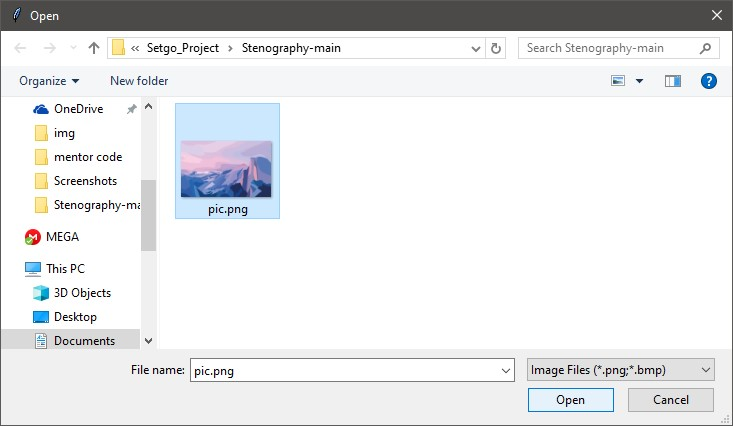 Open
« Setgo_Project › Stenography-main
Search Stenography-main
Organize
New folder
?
OneDrive
img
mentor code
Screenshots
Stenography-ma
MEGA
This PC
3D Objects
Desktop
Documents
pic.png
File name: pic.png
Image Files (*.png;*.bmp)
Open
Cancel